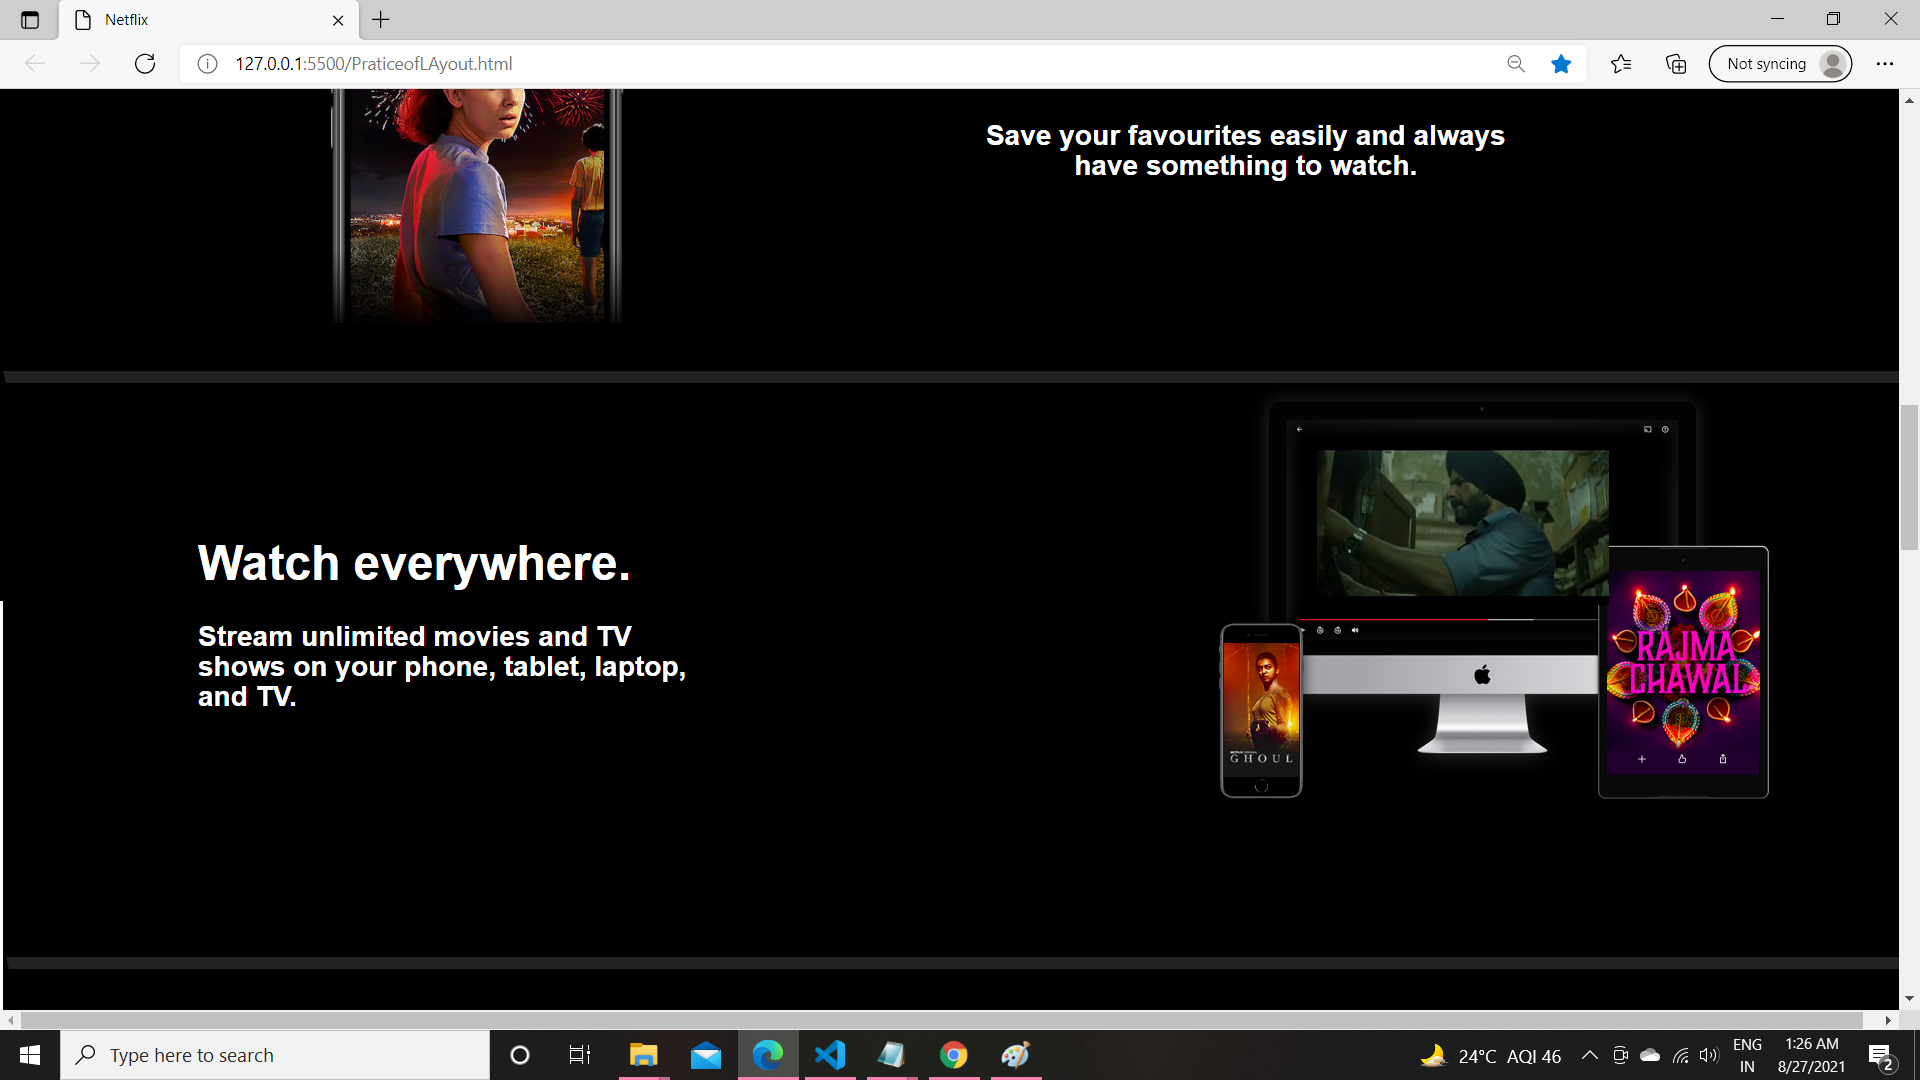 Netflix
127.0.0.1:5500/PraticeofLAyout.html
Not syncing
Save your favourites easily and always
have something to watch.
Watch everywhere.
Stream unlimited movies and TV
shows on your phone, tablet, laptop,
and TV.
RAJMA
CHAWAL
NETFLIX ORIGINAL
GHOUL
Type here to search
24°C AQI 46
ENG
IN
1:26 AM
8/27/2021
2